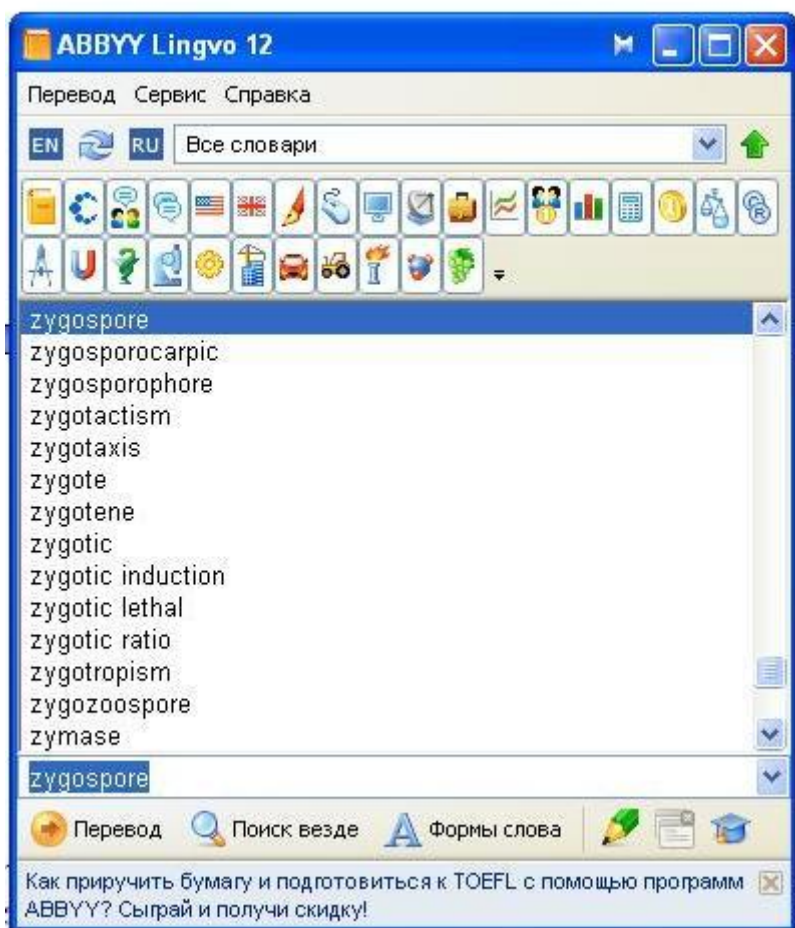 ABBYY Lingvo 12
Перевод Сервис Справка
EN RU Все словари
zygospore
zygosporocarpic
zygosporophore
zygotactism
zygotaxis
zygote
zygotene
zygotic
zygotic induction
zygotic lethal
zygotic ratio
zygotropism
zygozoospore
zymase
zygospore
Перевод Поиск везде Формы слова
Как приручить бумагу и подготовиться к TOEFL с помощью программ
ABBYY? Сыграй и получи скидку!